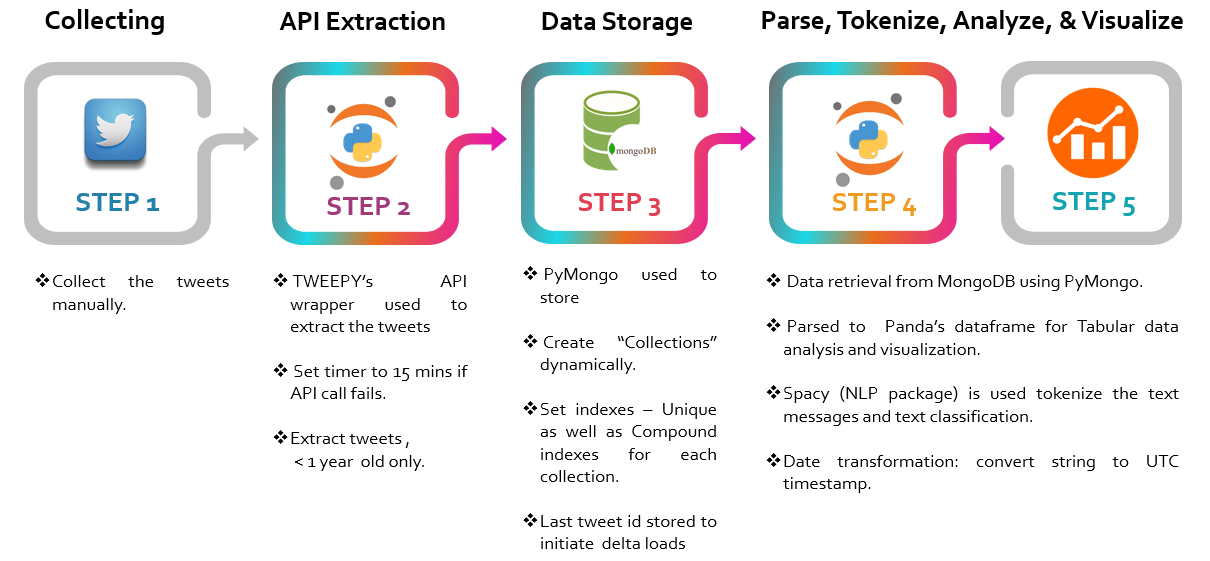 Collecting
API Extraction
Data Storage
Parse, Tokenize, Analyze, & Visualize
STEP 1
STEP 2
mongoDB
STEP 3
STEP 4
STEP 5
❖Collect the tweets
manually.
❖TWEEPY’s API
wrapper used to
extract the tweets
❖ Set timer to 15 mins if
API call fails.
❖Extract tweets ,
< 1 year old only.
❖ PyMongo used to
store
❖Create “Collections”
dynamically.
❖Set indexes – Unique
as well as Compound
indexes for each
collection.
❖Last tweet id stored to
initiate delta loads
❖ Data retrieval from MongoDB using PyMongo.
❖ Parsed to Panda’s dataframe for Tabular data
analysis and visualization.
❖Spacy (NLP package) is used tokenize the text
messages and text classification.
❖Date transformation: convert string to UTC
timestamp.